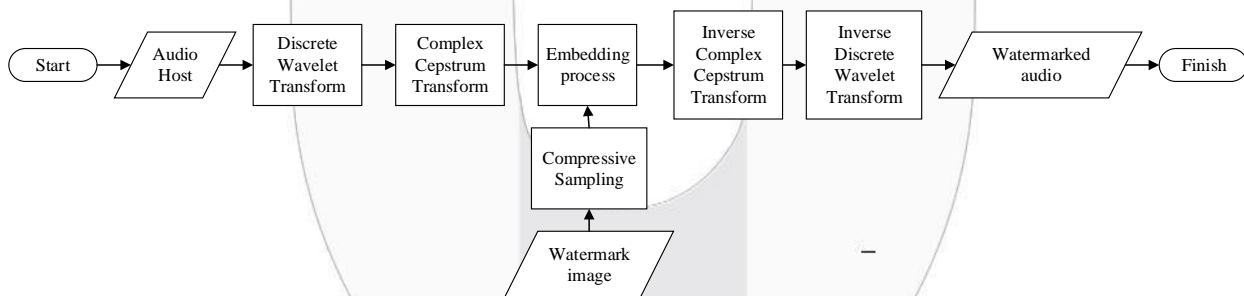 Start
Audio
Host
Discrete
Wavelet
Transform
Complex
Cepstrum
Transform
Embedding
process
Inverse
Complex
Cepstrum
Transform
Inverse
Discrete
Wavelet
Transform
Watermarked
audio
Finish
Compressive
Sampling
Watermark
image